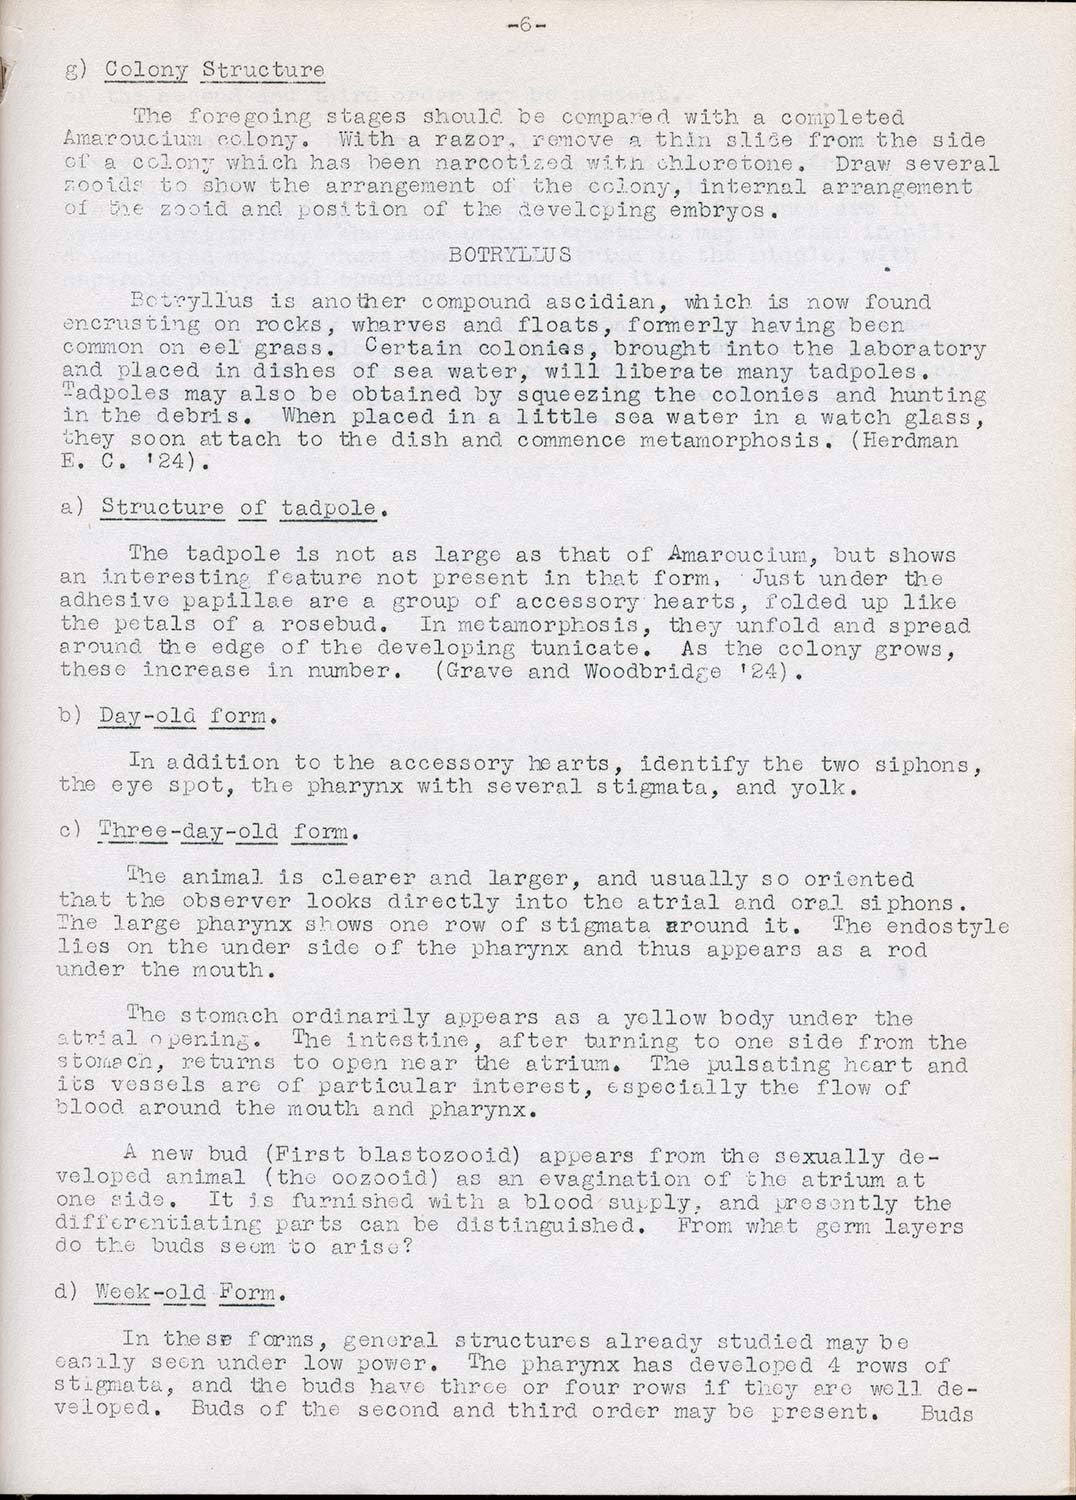 -6-
g) Colony Structure
The foregoing stages should be compared with a completed
Amaroucium colony. With a razor, remove a thin slice from the side
of a colony which has been narcotized with chloretone. Draw several
zooids to show the arrangement of the colony, internal arrangement
of the zooid and position of the developing embryos.
BOTRYLLUS
Botryllus is another compound ascidian, which is now found
encrusting on rocks, wharves and floats, formerly having been
common on eel grass. Certain colonies, brought into the laboratory
and placed in dishes of sea water, will liberate many tadpoles.
Tadpoles may also be obtained by squeezing the colonies and hunting
in the debris. When placed in a little sea water in a watch glass,
they soon attach to the dish and commence metamorphosis. (Herdman
E. C. '24).
a) Structure of tadpole.
The tadpole is not as large as that of Amaroucium, but shows
an interesting feature not present in that form. Just under the
adhesive papillae are a group of accessory hearts, folded up like
the petals of a rosebud. In metamorphosis, they unfold and spread
around the edge of the developing tunicate. As the colony grows,
these increase in number. (Grave and Woodbridge '24).
b) Day-old form.
In addition to the accessory hearts, identify the two siphons,
the eye spot, the pharynx with several stigmata, and yolk.
c) Three-day-old form.
The animal is clearer and larger, and usually so oriented
that the observer looks directly into the atrial and oral siphons.
The large pharynx shows one row of stigmata around it. The endostyle
lies on the under side of the pharynx and thus appears as a rod
under the mouth.
The stomach ordinarily appears as a yellow body under the
atrial opening. The intestine, after turning to one side from the
stomach, returns to open near the atrium. The pulsating heart and
its vessels are of particular interest, especially the flow of
blood around the mouth and pharynx.
A new bud (First blastozooid) appears from the sexually de-
veloped animal (the oozooid) as an evagination of the atrium at
one side. It is furnished with a blood supply, and presently the
differentiating parts can be distinguished. From what germ layers
do the buds seem to arise?
d) Week-old Form.
In these forms, general structures already studied may be
easily seen under low power. The pharynx has developed 4 rows of
stigmata, and the buds have three or four rows if they are well de-
veloped. Buds of the second and third order may be present. Buds